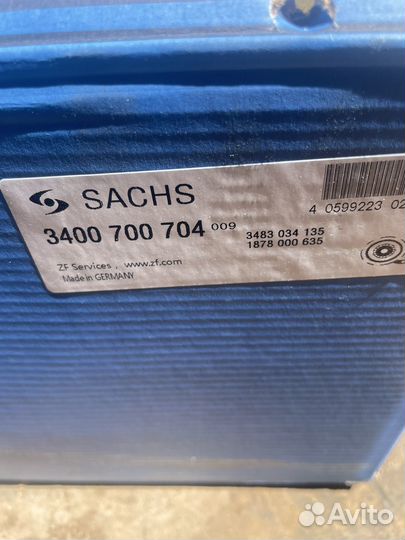 SACHS
3400 700 704 009
3483 034 135
1878 000 635
4 0599223 02
ZF Services, www.zf.com
Made in GERMANY
Avito